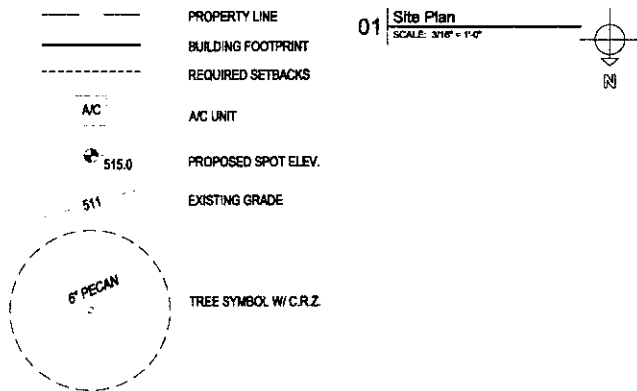 PROPERTY LINE
BUILDING FOOTPRINT
REQUIRED SETBACKS
A/C
A/C UNIT
515.0
PROPOSED SPOT ELEV.
511
EXISTING GRADE
6" PECAN
TREE SYMBOL W/ C.R.Z.
01
Site Plan
SCALE: 3/16" = 1'-0"
N